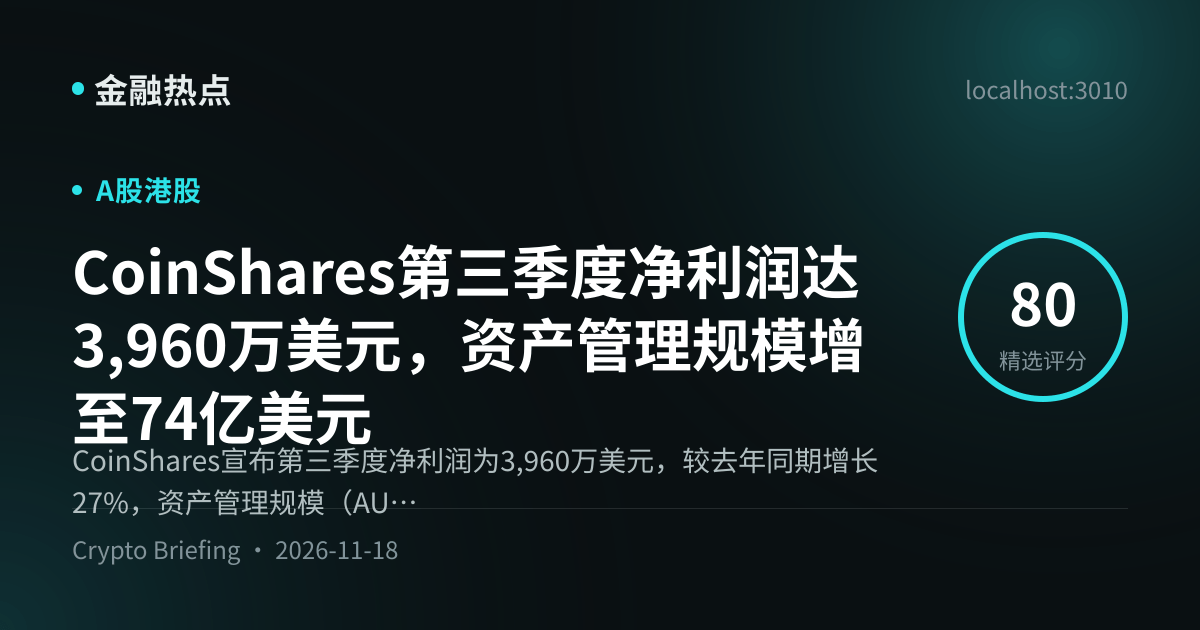 金融热点
localhost:3010
A股港股
CoinShares第三季度净利润达
3,960万美元，资产管理规模增
至74亿美元
80
精选评分
CoinShares宣布第三季度净利润为3,960万美元，较去年同期增长
27%，资产管理规模（AU…
Crypto Briefing · 2026-11-18